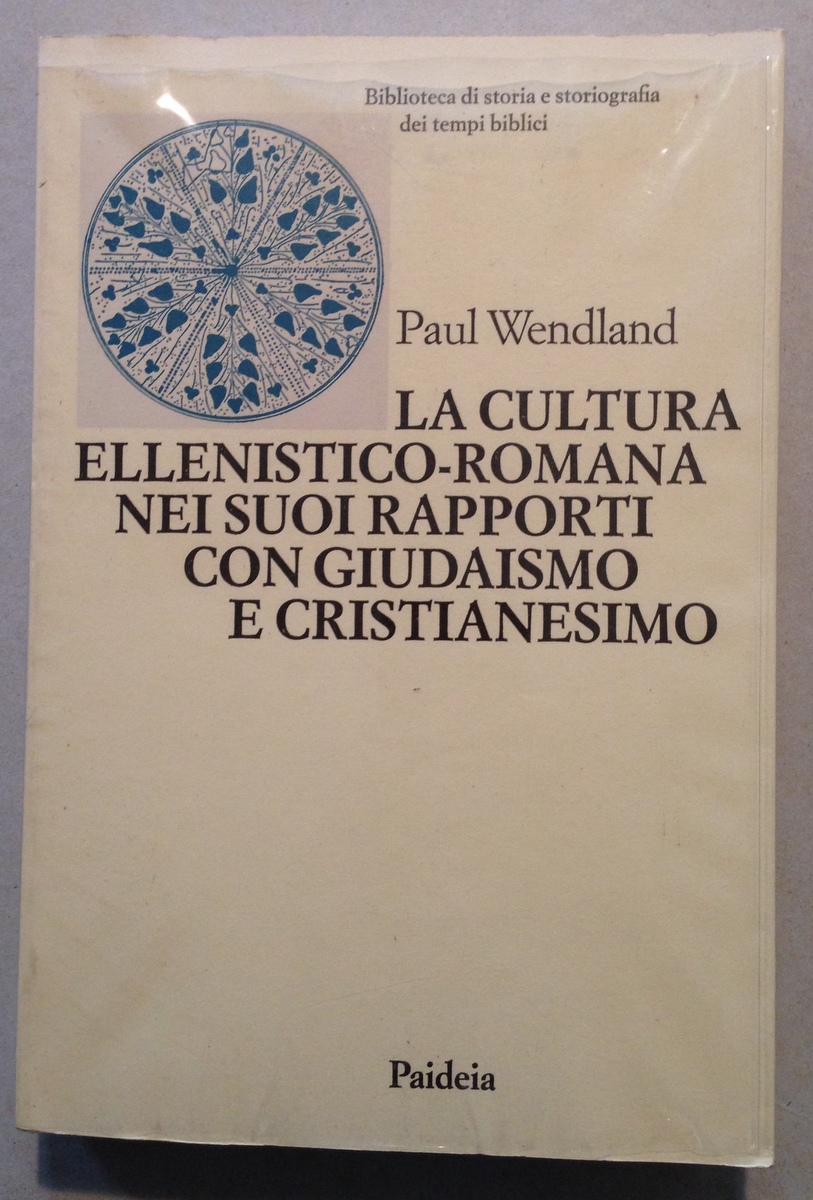 Biblioteca di storia e storiografia
dei tempi biblici
Paul Wendland
LA CULTURA
ELLENISTICO-ROMANA
NEI SUOI RAPPORTI
CON GIUDAISMO
E CRISTIANESIMO
Paideia